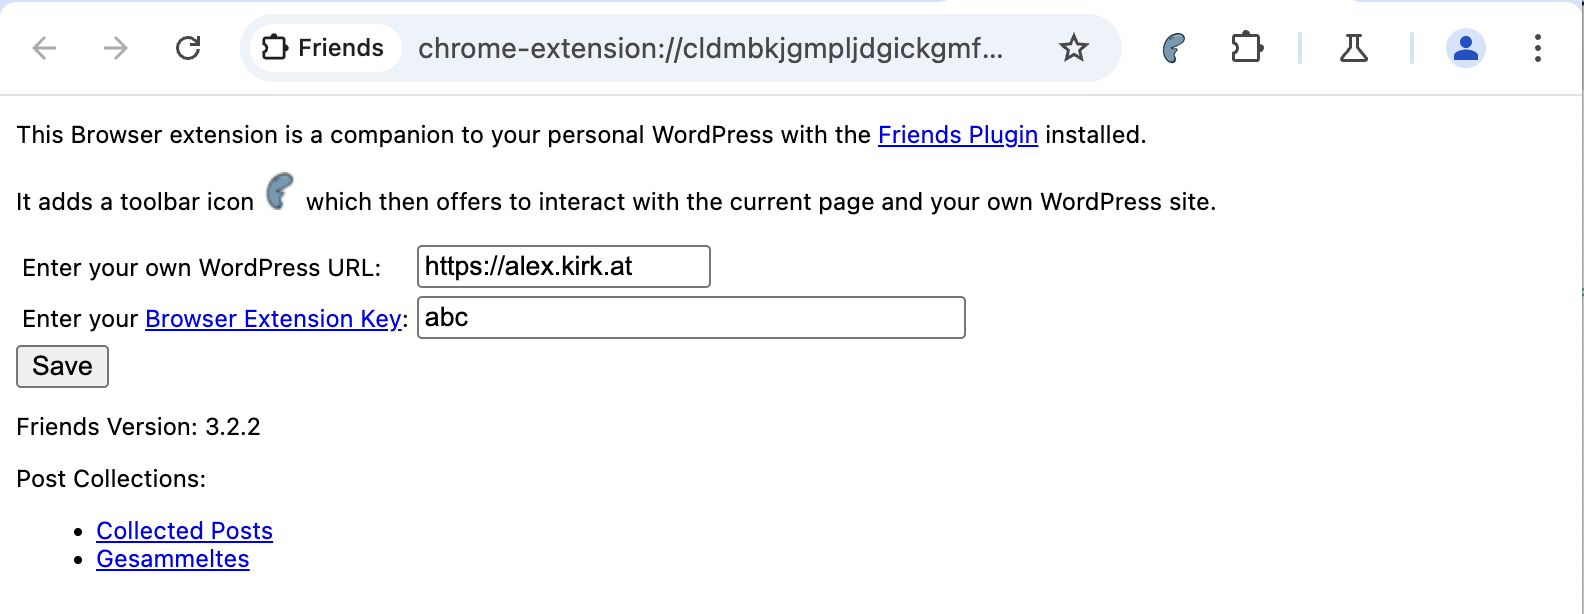 Friends chrome-extension://cldmbkjgmpljdgickgmf...
This Browser extension is a companion to your personal WordPress with the Friends Plugin installed.
It adds a toolbar icon which then offers to interact with the current page and your own WordPress site.
Enter your own WordPress URL: https://alex.kirk.at
Enter your Browser Extension Key: abc
Save
Friends Version: 3.2.2
Post Collections:
• Collected Posts
• Gesammeltes